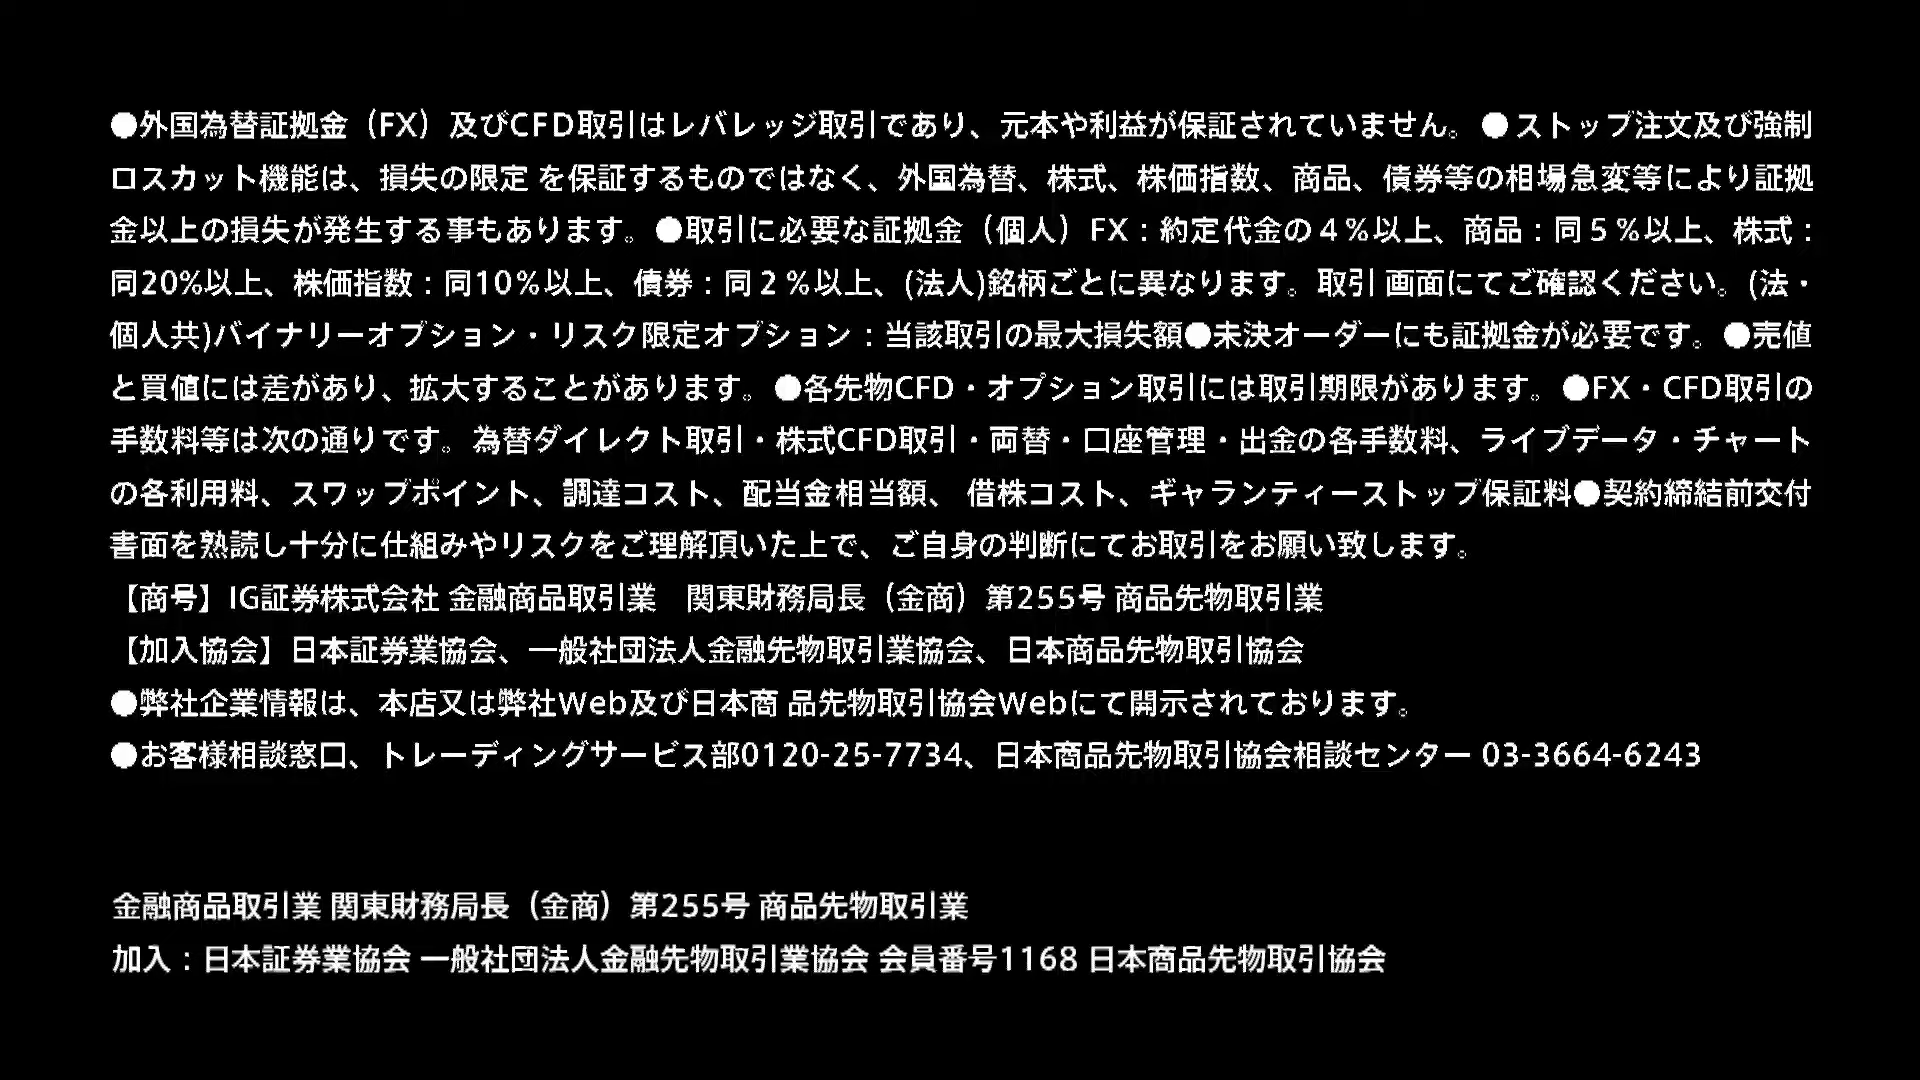 ●外国為替証拠金（FX）及びCFD取引はレバレッジ取引であり、元本や利益が保証されていません。● ストップ注文及び強制
ロスカット機能は、損失の限定 を保証するものではなく、外国為替、株式、株価指数、商品、債券等の相場急変等により証拠
金以上の損失が発生する事もあります。●取引に必要な証拠金（個人）FX：約定代金の４％以上、商品：同５％以上、株式：
同20%以上、株価指数：同10％以上、債券：同２％以上、(法人)銘柄ごとに異なります。取引 画面にてご確認ください。(法・
個人共)バイナリーオプション・リスク限定オプション：当該取引の最大損失額●未決オーダーにも証拠金が必要です。●売値
と買値には差があり、拡大することがあります。●各先物CFD・オプション取引には取引期限があります。●FX・CFD取引の
手数料等は次の通りです。為替ダイレクト取引・株式CFD取引・両替・口座管理・出金の各手数料、ライブデータ・チャート
の各利用料、スワップポイント、調達コスト、配当金相当額、 借株コスト、ギャランティーストップ保証料●契約締結前交付
書面を熟読し十分に仕組みやリスクをご理解頂いた上で、ご自身の判断にてお取引をお願い致します。
【商号】IG証券株式会社 金融商品取引業　関東財務局長（金商）第255号 商品先物取引業
【加入協会】日本証券業協会、一般社団法人金融先物取引業協会、日本商品先物取引協会
●弊社企業情報は、本店又は弊社Web及び日本商 品先物取引協会Webにて開示されております。
●お客様相談窓口、トレーディングサービス部0120-25-7734、日本商品先物取引協会相談センター 03-3664-6243
金融商品取引業 関東財務局長（金商）第255号 商品先物取引業
加入：日本証券業協会 一般社団法人金融先物取引業協会 会員番号1168 日本商品先物取引協会